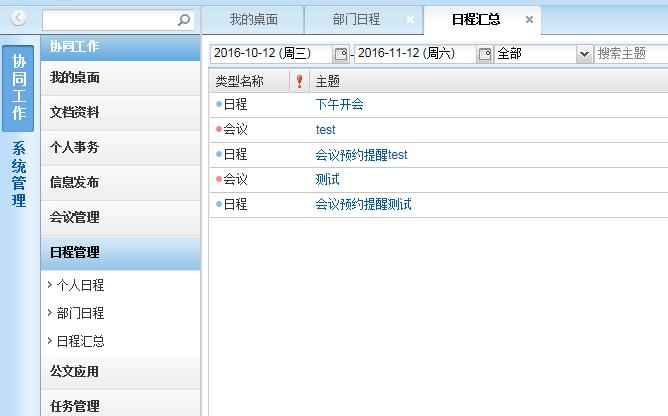 我的桌面
部门日程
日程汇总
协同工作
系统管理
协同工作
我的桌面
文档资料
个人事务
信息发布
会议管理
日程管理
个人日程
部门日程
日程汇总
公文应用
任务管理
2016-10-12 (周三) - 2016-11-12 (周六) 全部 搜索主题
类型名称 ! 主题
日程 下午开会
会议 test
日程 会议预约提醒test
会议 测试
日程 会议预约提醒测试